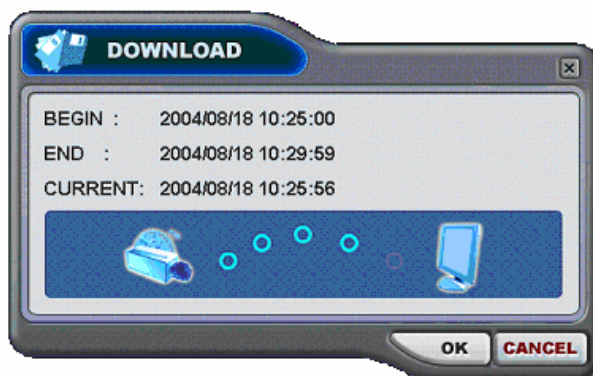 DOWNLOAD
BEGIN : 2004/08/18 10:25:00
END : 2004/08/18 10:29:59
CURRENT: 2004/08/18 10:25:56
OK CANCEL